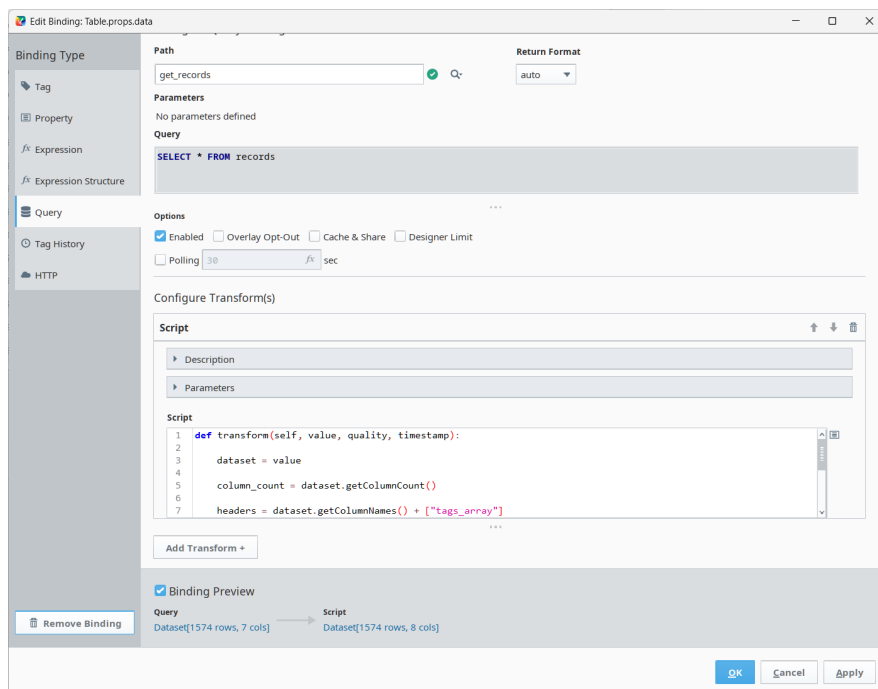 Edit Binding: Table.props.data
Binding Type
Tag
Property
fx Expression
fx Expression Structure
Query
Tag History
HTTP
Remove Binding
Path
Return Format
get_records
auto
Parameters
No parameters defined
Query
SELECT * FROM records
Options
Enabled Overlay Opt-Out Cache & Share Designer Limit
Polling 30 fx sec
Configure Transform(s)
Script
Description
Parameters
Script
1 def transform(self, value, quality, timestamp):
2
3 dataset = value
4
5 column_count = dataset.getColumnCount()
6
7 headers = dataset.getColumnNames() + ["tags_array"]
Add Transform +
Binding Preview
Query Script
Dataset[1574 rows, 7 cols] Dataset[1574 rows, 8 cols]
OK Cancel Apply